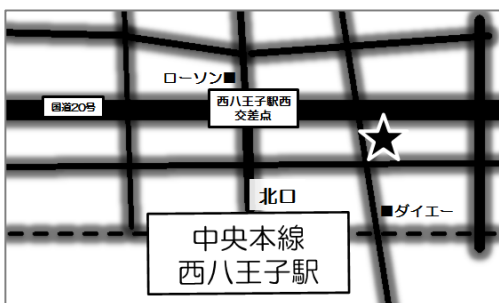 ローソン■
国道20号
西八王子駅西
交差点
北口
■ダイエー
中央本線
西八王子駅